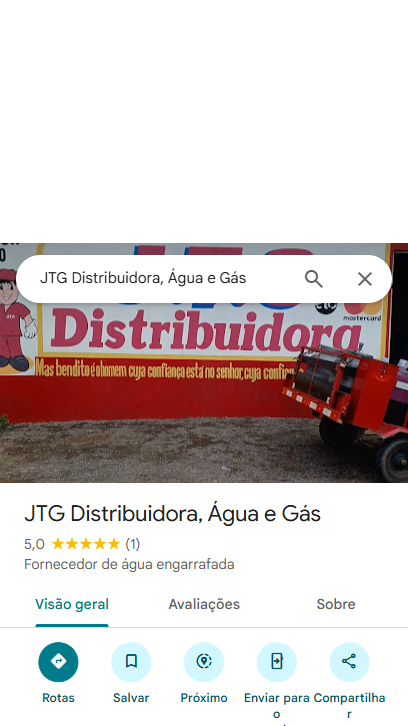 JTG Distribuidora, Água e Gás
mastercard
Distribuidora
Mas bendito é o homem cuja confiança está no senhor, cuja
JTG Distribuidora, Água e Gás
5,0 (1)
Fornecedor de água engarrafada
Visão geral Avaliações Sobre
Rotas Salvar Próximo Enviar para o Compartilhar